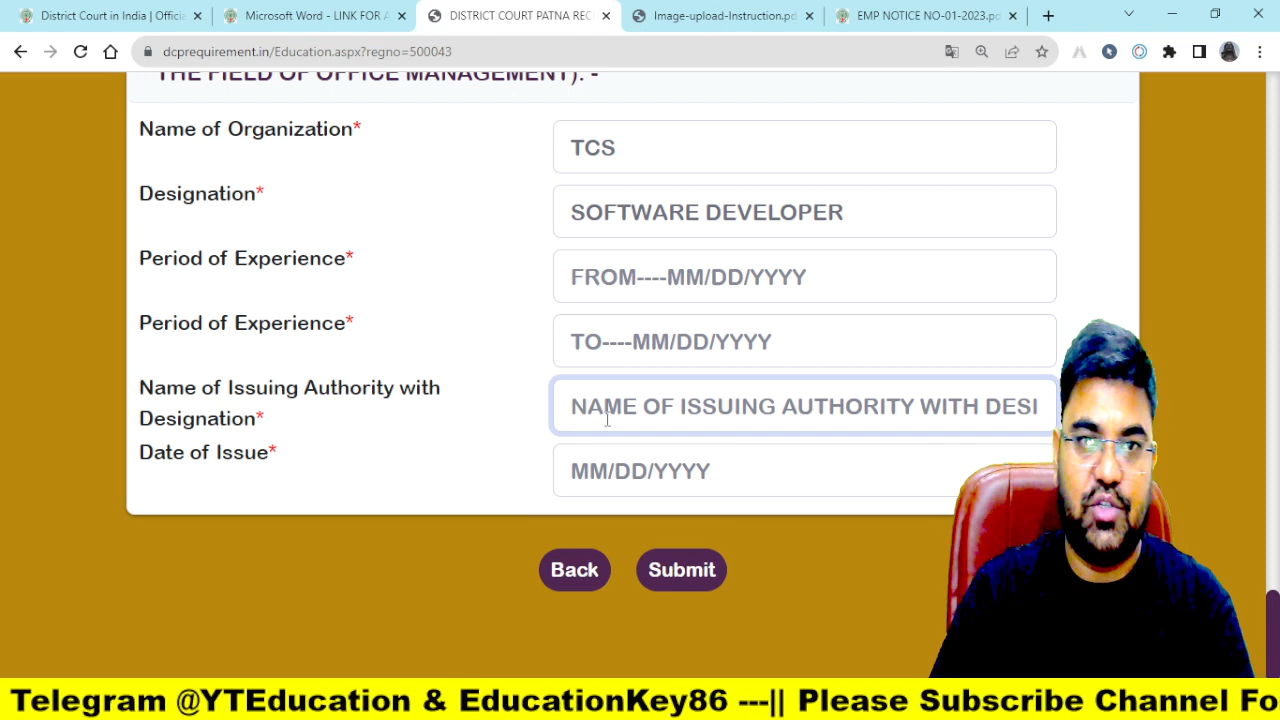 District Court in India | Officia
Microsoft Word - LINK FOR A
DISTRICT COURT PATNA REC
Image-upload-Instruction.pd
EMP NOTICE NO-01-2023.pd
dcprequirement.in/Education.aspx?regno=500043
THE FIELD OF OFFICE MANAGEMENT): -
Name of Organization*
TCS
Designation*
SOFTWARE DEVELOPER
Period of Experience*
FROM----MM/DD/YYYY
Period of Experience*
TO----MM/DD/YYYY
Name of Issuing Authority with
Designation*
NAME OF ISSUING AUTHORITY WITH DESI
Date of Issue*
MM/DD/YYYY
Back
Submit
Telegram @YTEducation & EducationKey86 ---|| Please Subscribe Channel Fo